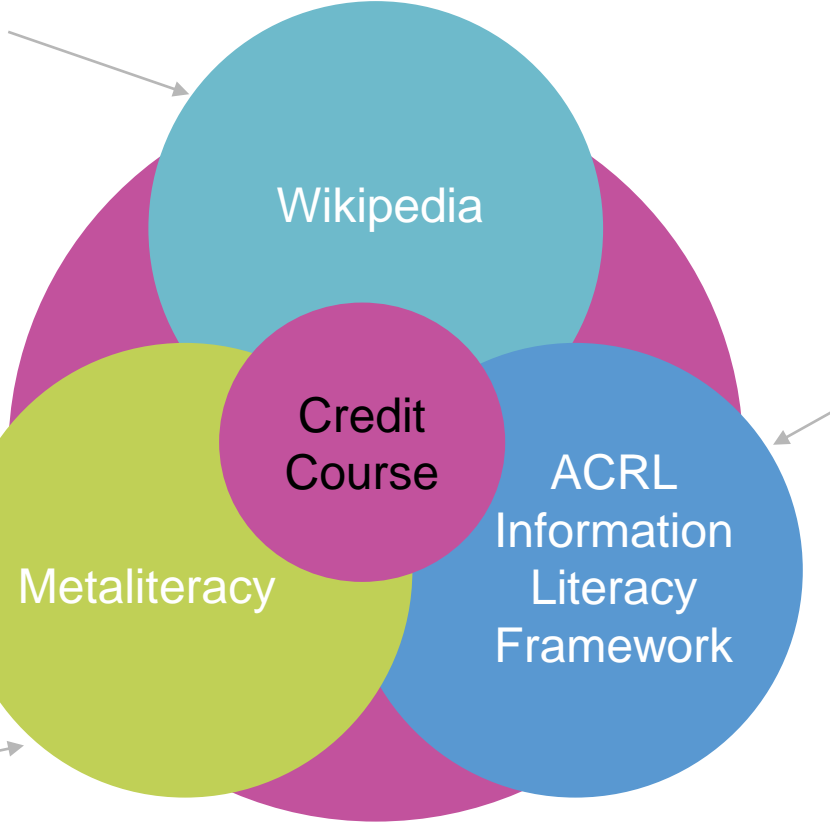 Wikipedia
Credit
Course
ACRL
Information
Literacy
Framework
Metaliteracy